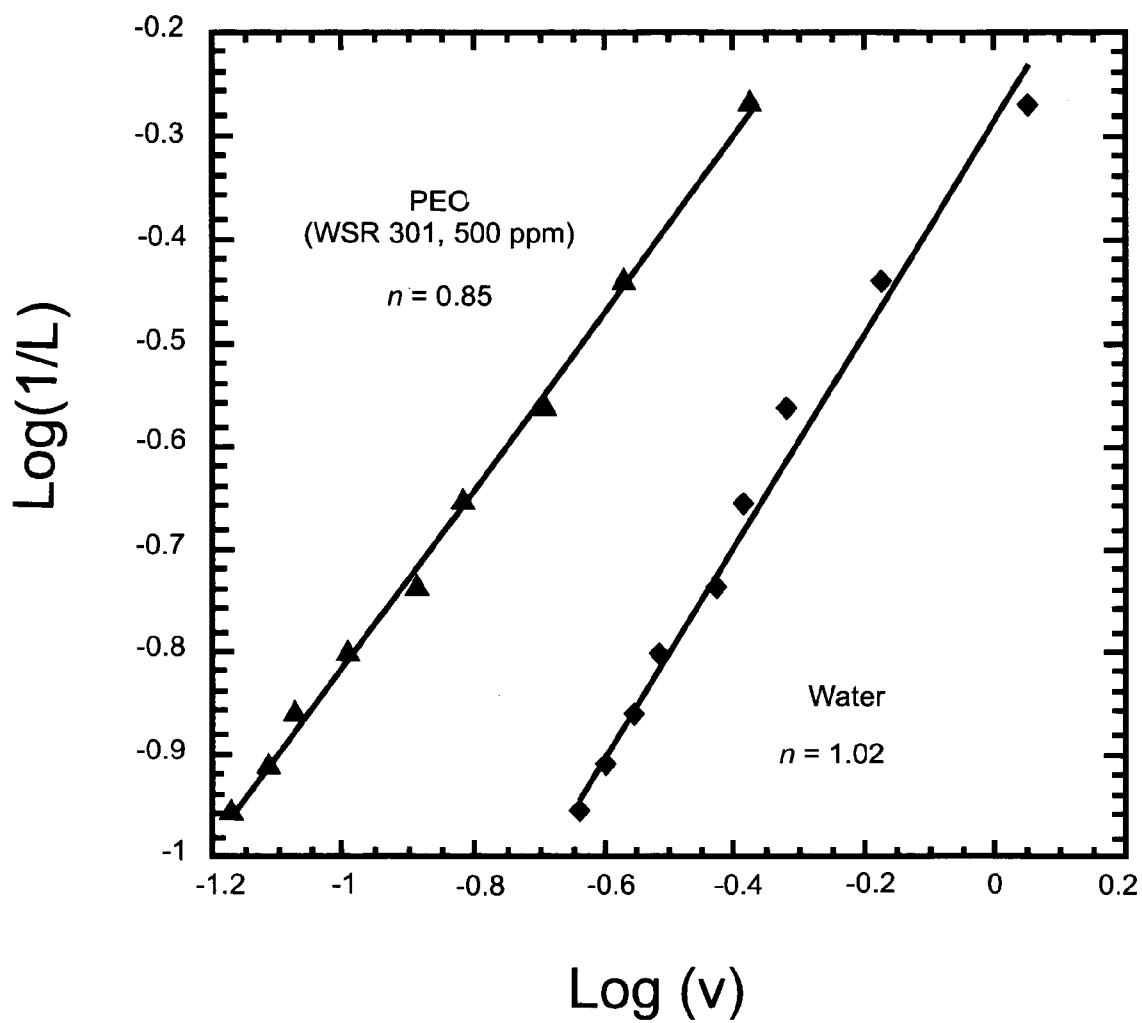 -0.2
-0.3
-0.4
-0.5
-0.6
-0.7
-0.8
-0.9
-1
Log(1/L)
PEO
(WSR 301, 500 ppm)
n = 0.85
Water
n = 1.02
-1.2 -1 -0.8 -0.6 -0.4 -0.2 0 0.2
Log (v)